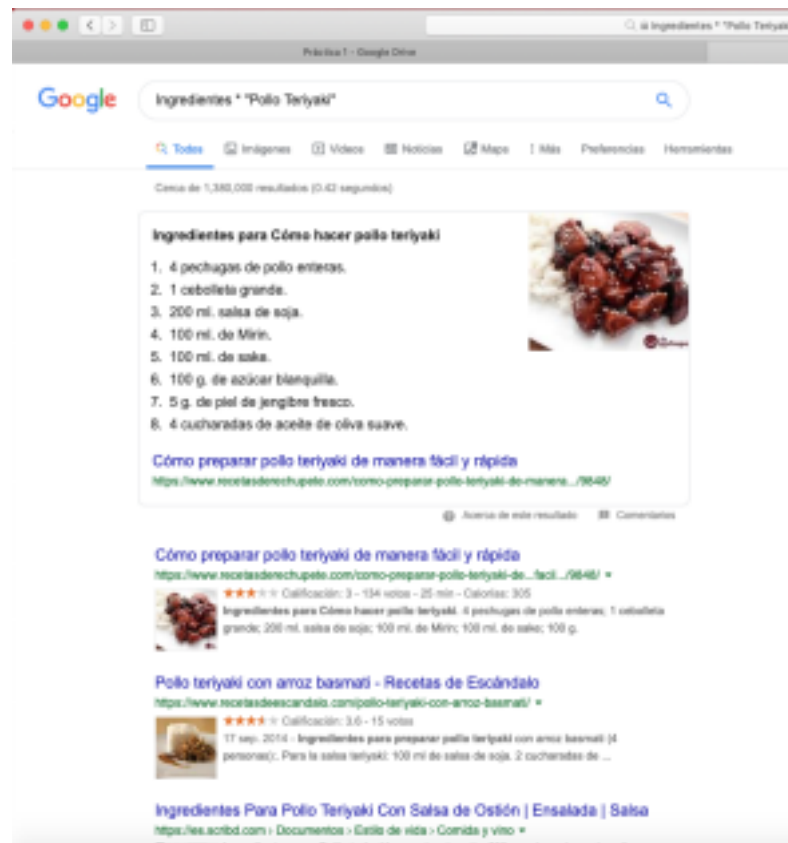 Ingredientes * "Pollo Teriyaki
Práctica 1 - Google Drive
Google
Ingredientes * "Pollo Teriyaki"
Todos Imágenes Videos Noticias Maps Más Preferencias Herramientas
Cerca de 1,380,000 resultados (0.42 segundos)
Ingredientes para Cómo hacer pollo teriyaki
1. 4 pechugas de pollo enteras.
2. 1 cebolleta grande.
3. 200 ml. salsa de soja.
4. 100 ml. de Mirin.
5. 100 ml. de sake.
6. 100 g. de azúcar blanquilla.
7. 5 g. de piel de jengibre fresco.
8. 4 cucharadas de aceite de oliva suave.
Cómo preparar pollo teriyaki de manera fácil y rápida
https://www.recetasderechupete.com/como-preparar-pollo-teriyaki-de-manera.../9848/
Acerca de este resultado Comentarios
Cómo preparar pollo teriyaki de manera fácil y rápida
https://www.recetasderechupete.com/como-preparar-pollo-teriyaki-de...facil.../9848/
Calificación: 3 - 134 votos - 25 min - Calorías: 305
Ingredientes para Cómo hacer pollo teriyaki. 4 pechugas de pollo enteras; 1 cebolleta
grande; 200 ml. salsa de soja; 100 ml. de Mirin; 100 ml. de sake; 100 g.
Pollo teriyaki con arroz basmati - Recetas de Escándalo
https://www.recetasdeescandalo.com/pollo-teriyaki-con-arroz-basmati/
Calificación: 3.6 - 15 votos
17 sep. 2014 - Ingredientes para preparar pollo teriyaki con arroz basmati (4
personas):. Para la salsa teriyaki: 100 ml de salsa de soja. 2 cucharadas de ...
Ingredientes Para Pollo Teriyaki Con Salsa de Ostión | Ensalada | Salsa
https://es.scribd.com › Documentos › Estilo de vida › Comida y vino